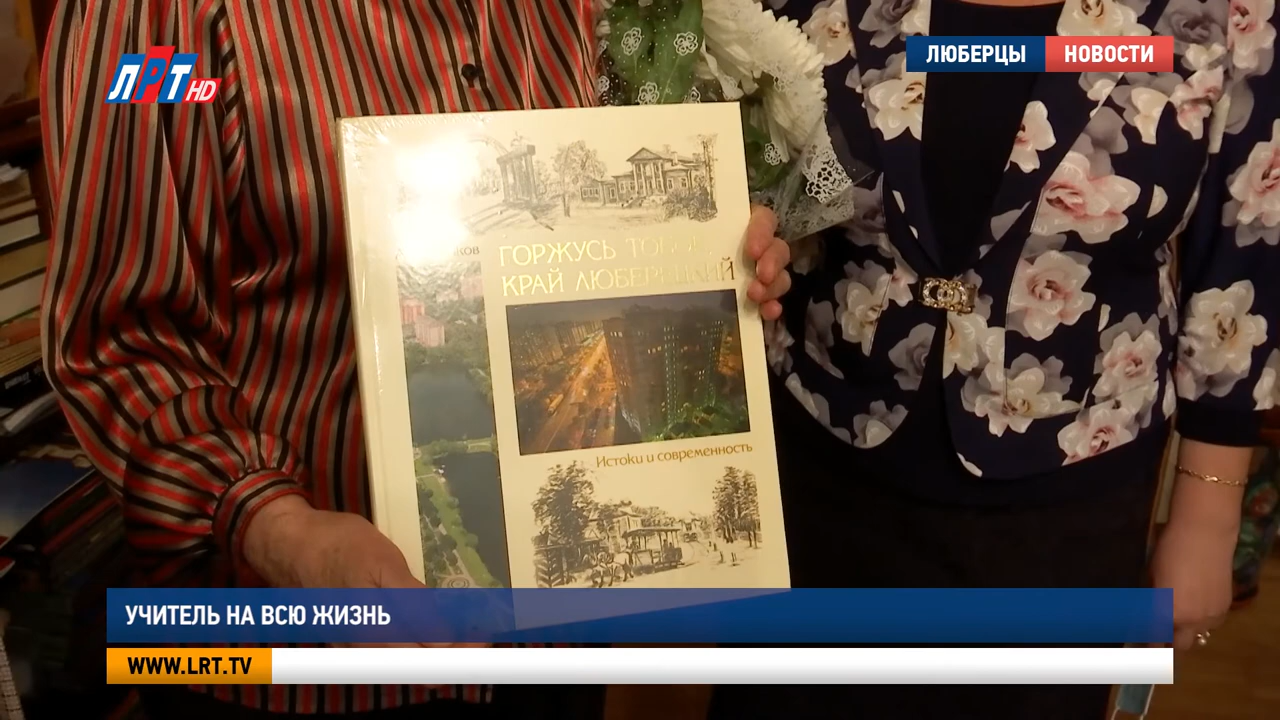 ЛРТ HD
ЛЮБЕРЦЫ НОВОСТИ
ГОРЖУСЬ ТОБОЙ,
КРАЙ ЛЮБЕРЕЦКИЙ
Истоки и современность
УЧИТЕЛЬ НА ВСЮ ЖИЗНЬ
WWW.LRT.TV